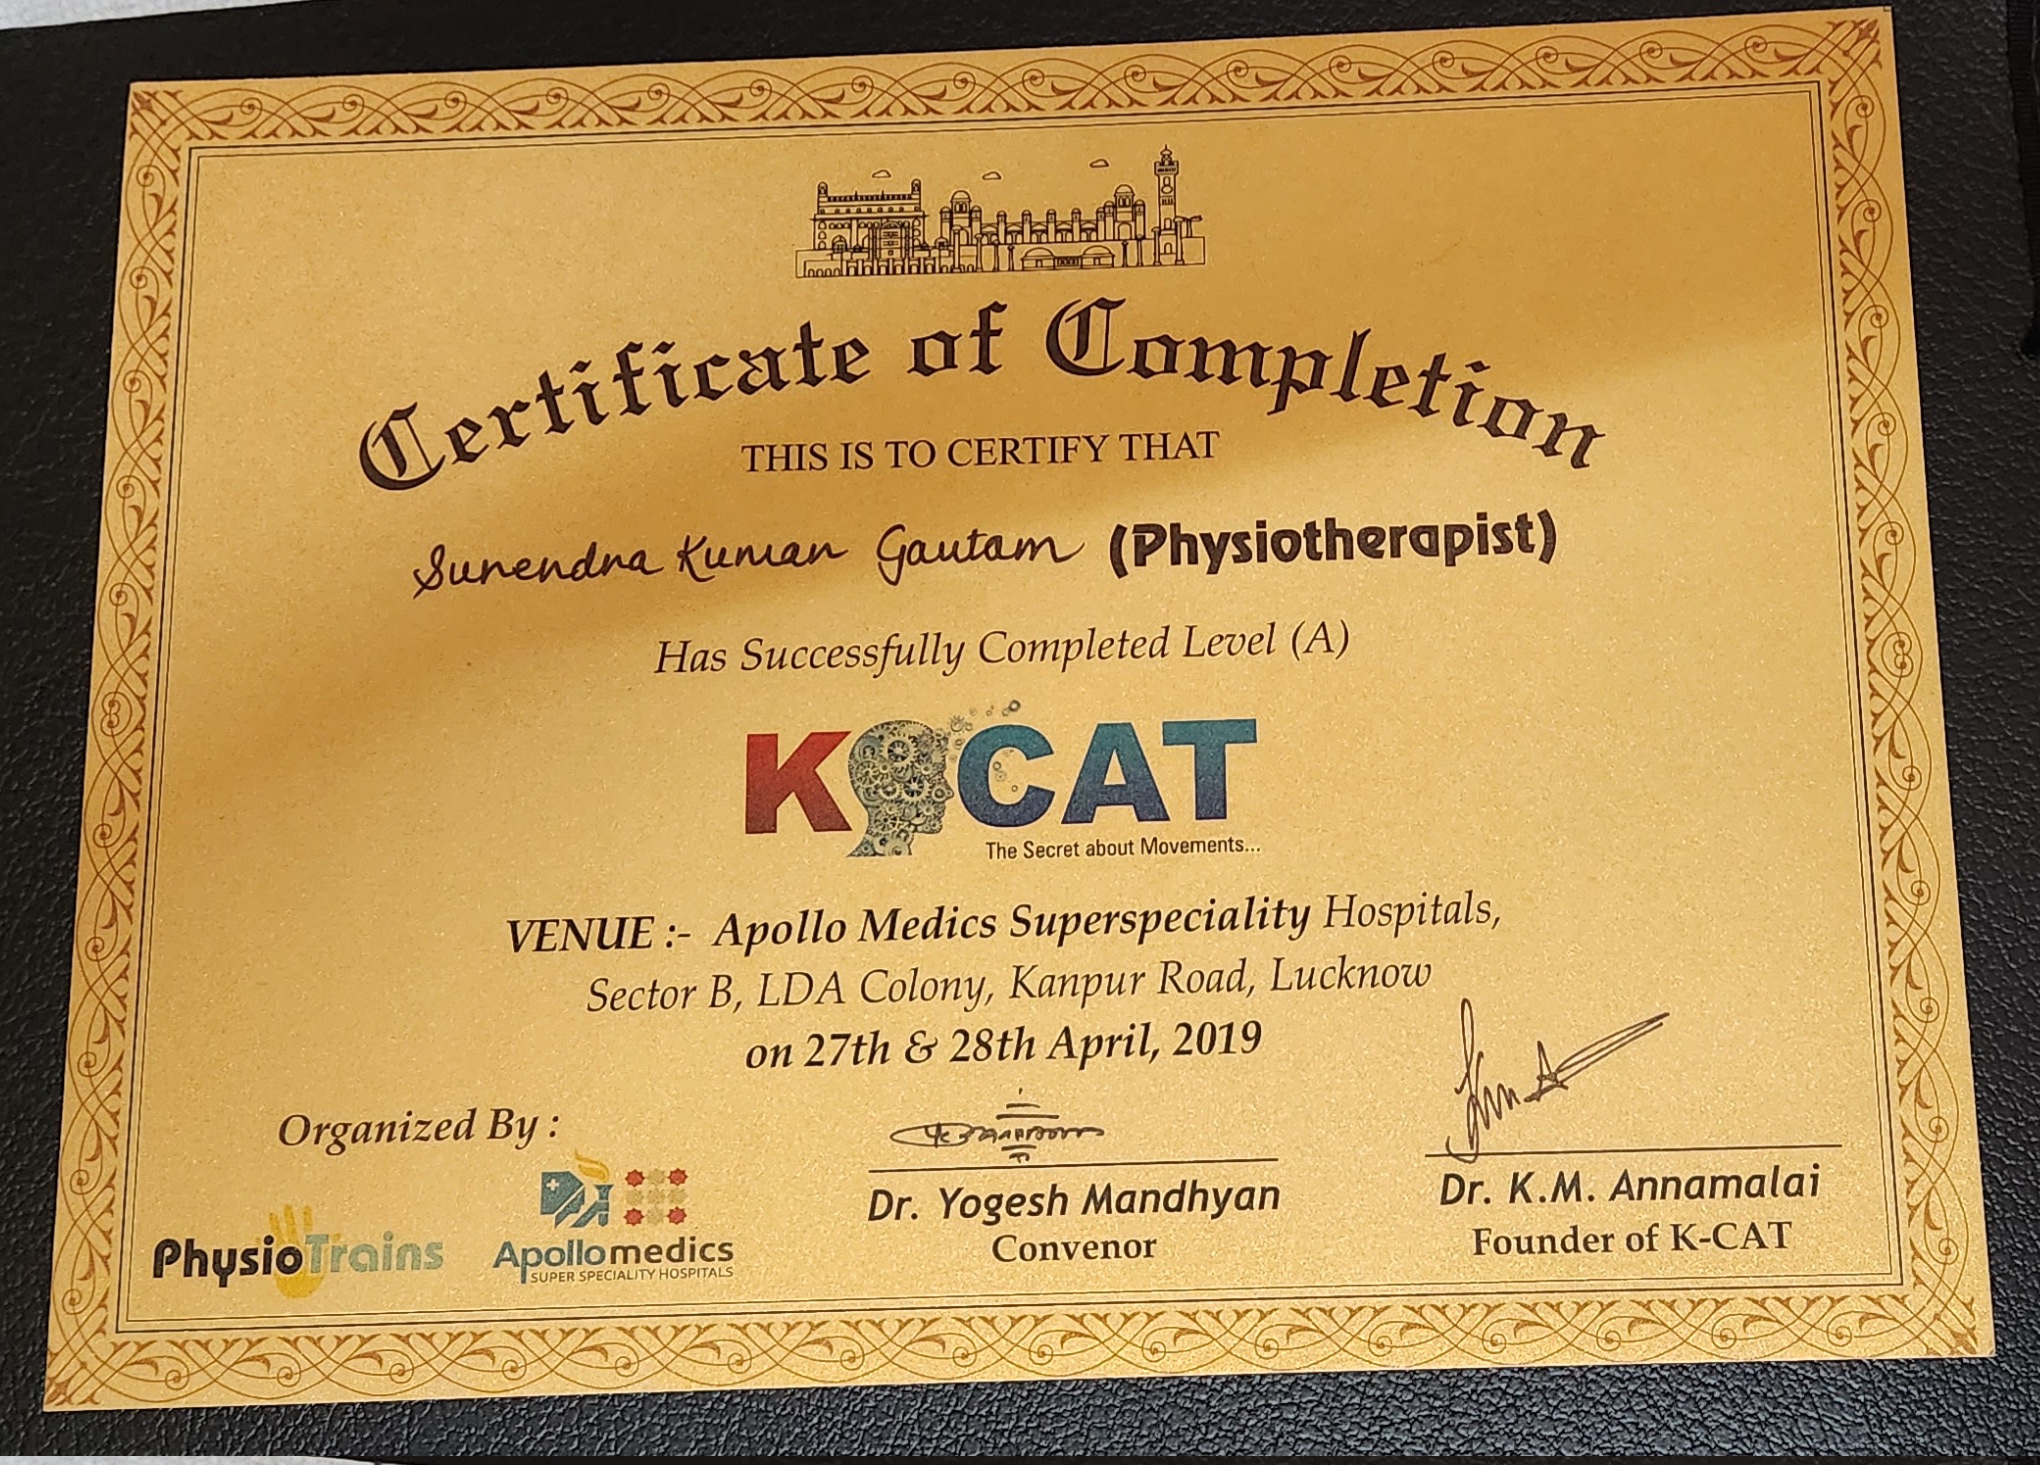 Certificate of Completion
THIS IS TO CERTIFY THAT
Surendra Kumar Gautam (Physiotherapist)
Has Successfully Completed Level (A)
K CAT
The Secret about Movements...
VENUE :- Apollo Medics Superspeciality Hospitals,
Sector B, LDA Colony, Kanpur Road, Lucknow
on 27th & 28th April, 2019
Organized By :
PhysioTrains
Apollomedics
SUPER SPECIALITY HOSPITALS
Dr. Yogesh Mandhyan
Convenor
Dr. K.M. Annamalai
Founder of K-CAT